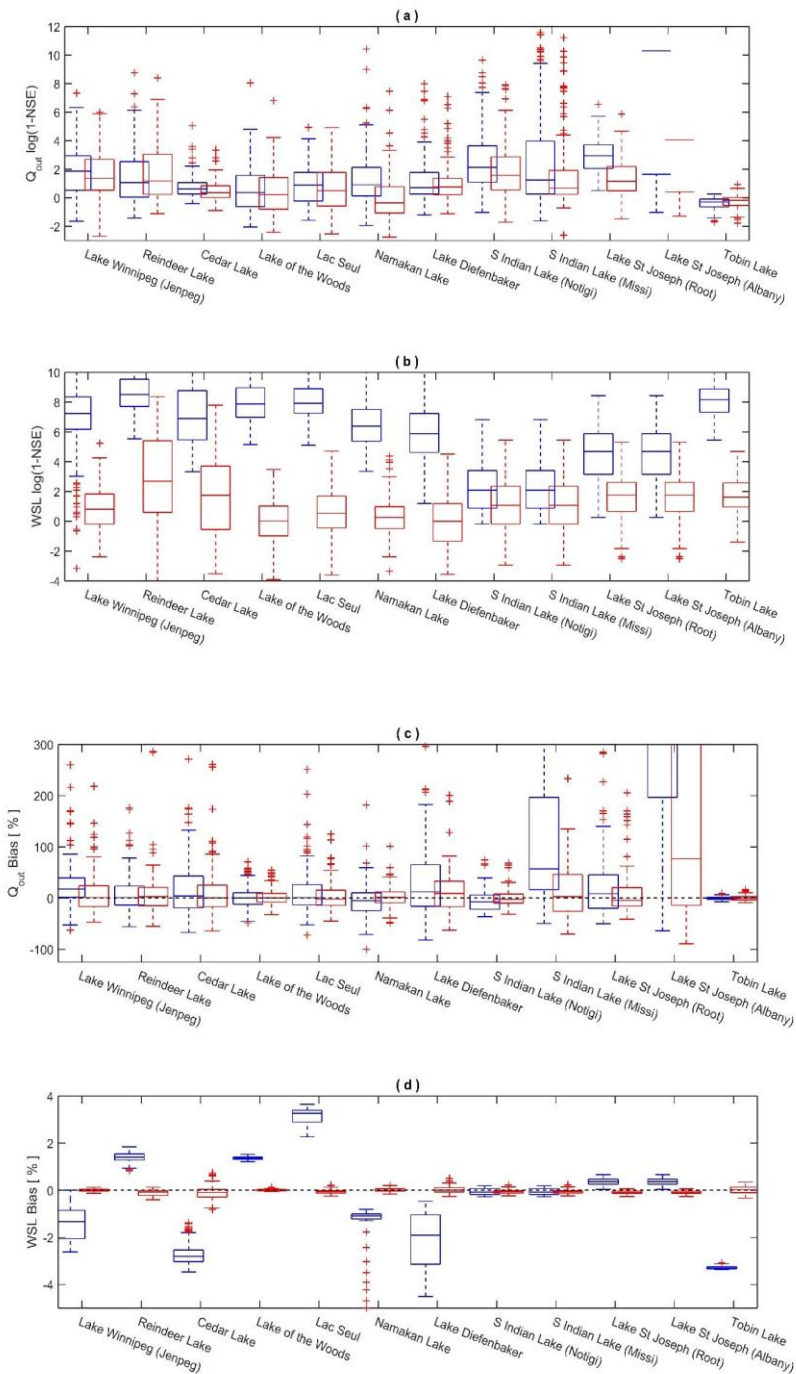 ( a )
12
10
8
6
4
2
0
-2
Qout log(1-NSE)
Lake Winnipeg (Jenpeg)
Reindeer Lake
Cedar Lake
Lake of the Woods
Lac Seul
Namakan Lake
Lake Diefenbaker
S Indian Lake (Notigi)
S Indian Lake (Missi)
Lake St Joseph (Root)
Lake St Joseph (Albany)
Tobin Lake
( b )
10
8
6
4
2
0
-2
-4
WSL log(1-NSE)
Lake Winnipeg (Jenpeg)
Reindeer Lake
Cedar Lake
Lake of the Woods
Lac Seul
Namakan Lake
Lake Diefenbaker
S Indian Lake (Notigi)
S Indian Lake (Missi)
Lake St Joseph (Root)
Lake St Joseph (Albany)
Tobin Lake
( c )
300
200
100
0
-100
Qout Bias [ % ]
Lake Winnipeg (Jenpeg)
Reindeer Lake
Cedar Lake
Lake of the Woods
Lac Seul
Namakan Lake
Lake Diefenbaker
S Indian Lake (Notigi)
S Indian Lake (Missi)
Lake St Joseph (Root)
Lake St Joseph (Albany)
Tobin Lake
( d )
4
2
0
-2
-4
WSL Bias [ % ]
Lake Winnipeg (Jenpeg)
Reindeer Lake
Cedar Lake
Lake of the Woods
Lac Seul
Namakan Lake
Lake Diefenbaker
S Indian Lake (Notigi)
S Indian Lake (Missi)
Lake St Joseph (Root)
Lake St Joseph (Albany)
Tobin Lake